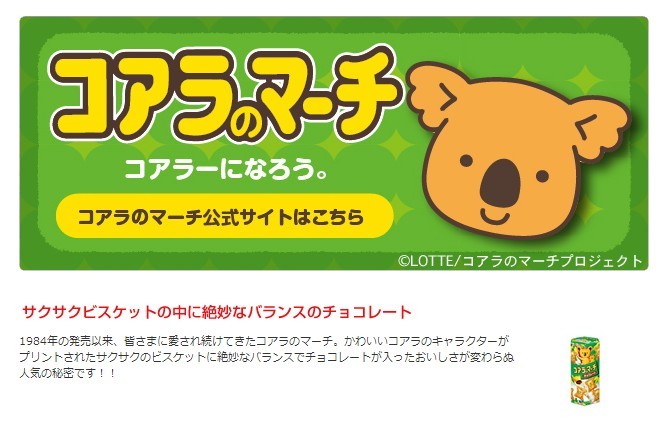 コアラのマーチ
コアラーになろう。
コアラのマーチ公式サイトはこちら
©LOTTE/コアラのマーチプロジェクト
サクサクビスケットの中に絶妙なバランスのチョコレート
1984年の発売以来、皆さまに愛され続けてきたコアラのマーチ。かわいいコアラのキャラクターが
プリントされたサクサクのビスケットに絶妙なバランスでチョコレートが入ったおいしさが変わらぬ
人気の秘密です！！
コアラのマーチ